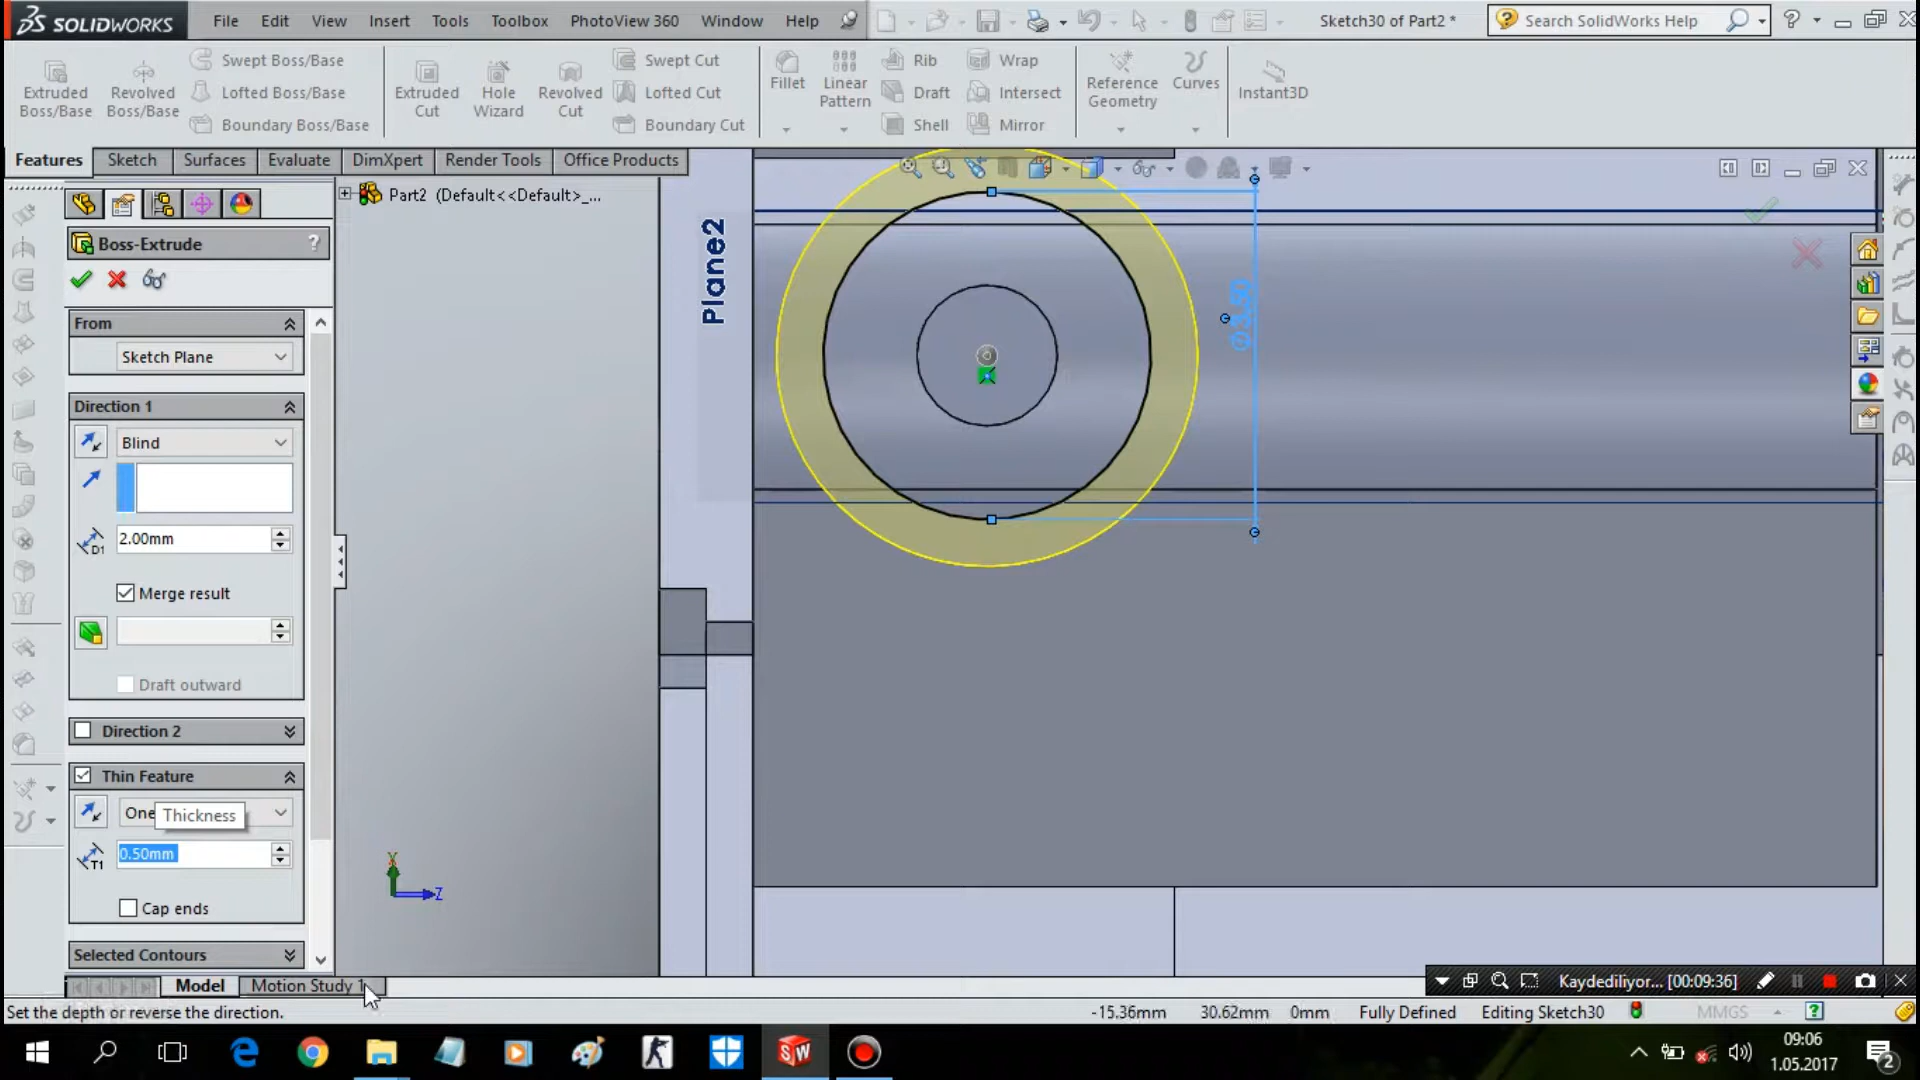 SOLIDWORKS File Edit View Insert Tools Toolbox PhotoView 360 Window Help Sketch30 of Part2 * Search SolidWorks Help
Extruded Boss/Base
Revolved Boss/Base
Swept Boss/Base
Lofted Boss/Base
Boundary Boss/Base
Extruded Cut
Hole Wizard
Revolved Cut
Swept Cut
Lofted Cut
Boundary Cut
Fillet
Linear Pattern
Rib
Draft
Shell
Wrap
Intersect
Mirror
Reference Geometry
Curves
Instant3D
Features Sketch Surfaces Evaluate DimXpert Render Tools Office Products
Part2 (Default<<Default>_...
Boss-Extrude ?
From
Sketch Plane
Direction 1
Blind
D1 2.00mm
Merge result
Draft outward
Direction 2
Thin Feature
One
Thickness
T1 0.50mm
Cap ends
Selected Contours
Plane2
Y
Z
Model Motion Study 1
Kaydediliyor... [00:09:36]
Set the depth or reverse the direction. -15.36mm 30.62mm 0mm Fully Defined Editing Sketch30 MMGS
SW
09:06
1.05.2017
2